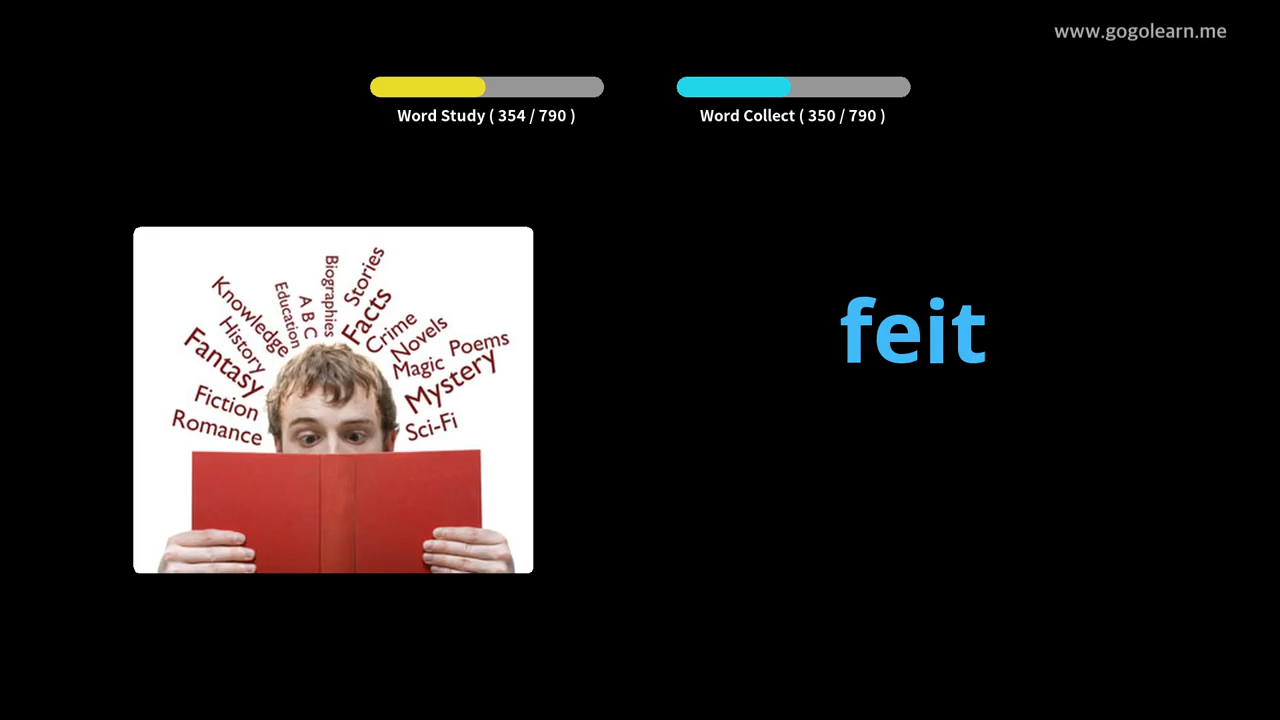 www.gogolearn.me
Word Study ( 354 / 790 )
Word Collect ( 350 / 790 )
feit
Stories
Biographies
Facts
A B C
Education
Knowledge
Crime
Novels
History
Poems
Fantasy
Magic
Mystery
Fiction
Sci-Fi
Romance